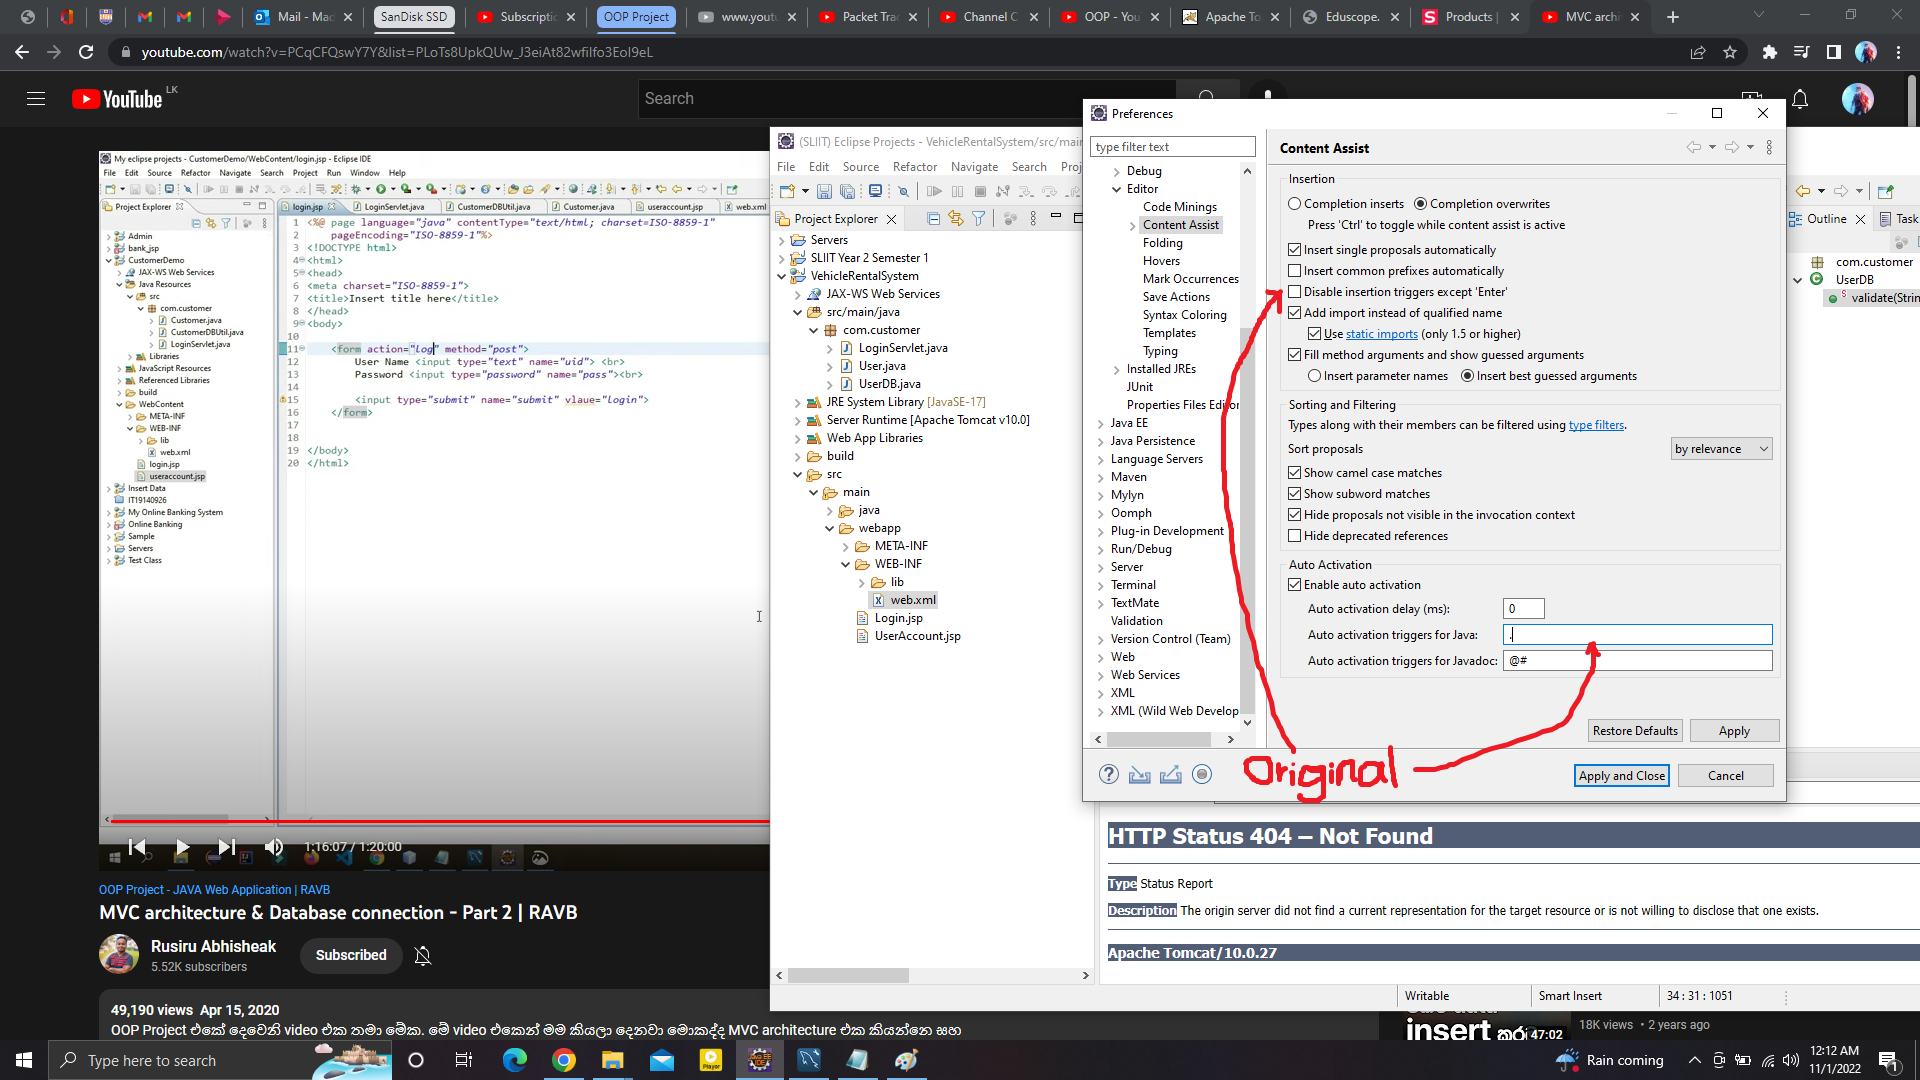 Mail - Mac
SanDisk SSD
Subscriptic
OOP Project
www.youtu
Packet Tra
Channel C
OOP - You
Apache To
Eduscope.
Products |
MVC archi
youtube.com/watch?v=PCqCFQswY7Y&list=PLoTs8UpkQUw_J3eiAt82wfiIfo3EoI9eL
YouTube LK
Search
My eclipse projects - CustomerDemo/WebContent/login.jsp - Eclipse IDE
File Edit Source Refactor Navigate Search Project Run Window Help
Project Explorer
Admin
bank_jsp
CustomerDemo
JAX-WS Web Services
Java Resources
src
com.customer
Customer.java
CustomerDBUtil.java
LoginServlet.java
Libraries
JavaScript Resources
Referenced Libraries
build
WebContent
META-INF
WEB-INF
lib
web.xml
login.jsp
useraccount.jsp
Insert Data
IT19140926
My Online Banking System
Online Banking
Sample
Servers
Test Class
login.jsp LoginServlet.java CustomerDBUtil.java Customer.java useraccount.jsp web.xml
1 <%@ page language="java" contentType="text/html; charset=ISO-8859-1"
2 pageEncoding="ISO-8859-1"%>
3 <!DOCTYPE html>
4 <html>
5 <head>
6 <meta charset="ISO-8859-1">
7 <title>Insert title here</title>
8 </head>
9 <body>
10
11 <form action="log" method="post">
12 User Name <input type="text" name="uid"> <br>
13 Password <input type="password" name="pass"><br>
14
15 <input type="submit" name="submit" vlaue="login">
16 </form>
17
18
19 </body>
20 </html>
1:16:07 / 1:20:00
OOP Project - JAVA Web Application | RAVB
MVC architecture & Database connection - Part 2 | RAVB
Rusiru Abhisheak
5.52K subscribers
Subscribed
49,190 views Apr 15, 2020
OOP Project එකේ දෙවෙනි video එක තමා මේක. මේ video එකෙන් මම කියලා දෙනවා මොකද්ද MVC architecture එක කියන්නෙ සහ
(SLIIT) Eclipse Projects - VehicleRentalSystem/src/mai
File Edit Source Refactor Navigate Search Proj
Project Explorer
Servers
SLIIT Year 2 Semester 1
VehicleRentalSystem
JAX-WS Web Services
src/main/java
com.customer
LoginServlet.java
User.java
UserDB.java
JRE System Library [JavaSE-17]
Server Runtime [Apache Tomcat v10.0]
Web App Libraries
build
src
main
java
webapp
META-INF
WEB-INF
lib
web.xml
Login.jsp
UserAccount.jsp
Preferences
type filter text
Debug
Editor
Code Minings
Content Assist
Folding
Hovers
Mark Occurrences
Save Actions
Syntax Coloring
Templates
Typing
Installed JREs
JUnit
Properties Files Editor
Java EE
Java Persistence
Language Servers
Maven
Mylyn
Oomph
Plug-in Development
Run/Debug
Server
Terminal
TextMate
Validation
Version Control (Team)
Web
Web Services
XML
XML (Wild Web Develop
Content Assist
Insertion
Completion inserts Completion overwrites
Press 'Ctrl' to toggle while content assist is active
Insert single proposals automatically
Insert common prefixes automatically
Disable insertion triggers except 'Enter'
Add import instead of qualified name
Use static imports (only 1.5 or higher)
Fill method arguments and show guessed arguments
Insert parameter names Insert best guessed arguments
Sorting and Filtering
Types along with their members can be filtered using type filters.
Sort proposals by relevance
Show camel case matches
Show subword matches
Hide proposals not visible in the invocation context
Hide deprecated references
Auto Activation
Enable auto activation
Auto activation delay (ms): 0
Auto activation triggers for Java: .
Auto activation triggers for Javadoc: @#
Restore Defaults Apply
Apply and Close Cancel
Original
Outline Task
com.customer
UserDB
validate(Strin
HTTP Status 404 – Not Found
Type Status Report
Description The origin server did not find a current representation for the target resource or is not willing to disclose that one exists.
Apache Tomcat/10.0.27
Writable Smart Insert 34 : 31 : 1051
insert කර 47:02
18K views • 2 years ago
Type here to search
Rain coming
12:12 AM
11/1/2022
1